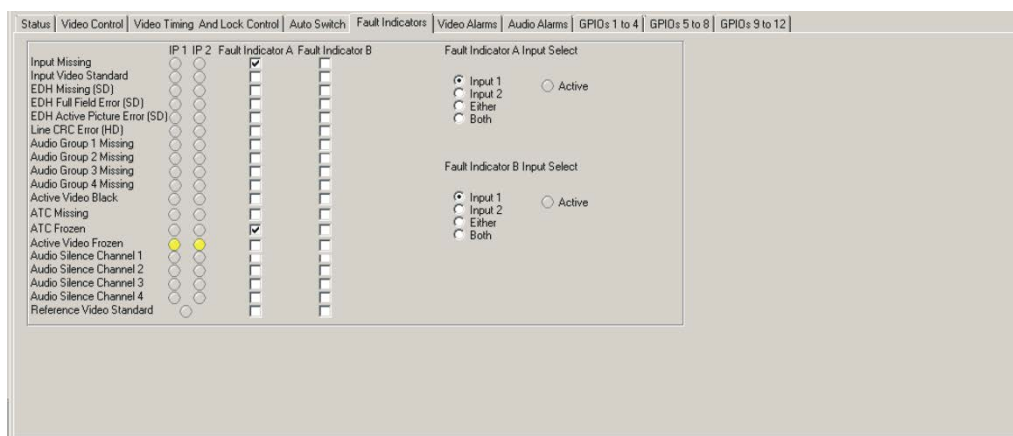 Status Video Control Video Timing And Lock Control Auto Switch Fault Indicators Video Alarms Audio Alarms GPIOs 1 to 4 GPIOs 5 to 8 GPIOs 9 to 12
IP 1 IP 2 Fault Indicator A Fault Indicator B
Input Missing
Input Video Standard
EDH Missing (SD)
EDH Full Field Error (SD)
EDH Active Picture Error (SD)
Line CRC Error (HD)
Audio Group 1 Missing
Audio Group 2 Missing
Audio Group 3 Missing
Audio Group 4 Missing
Active Video Black
ATC Missing
ATC Frozen
Active Video Frozen
Audio Silence Channel 1
Audio Silence Channel 2
Audio Silence Channel 3
Audio Silence Channel 4
Reference Video Standard
Fault Indicator A Input Select
Input 1
Input 2
Either
Both
Active
Fault Indicator B Input Select
Input 1
Input 2
Either
Both
Active